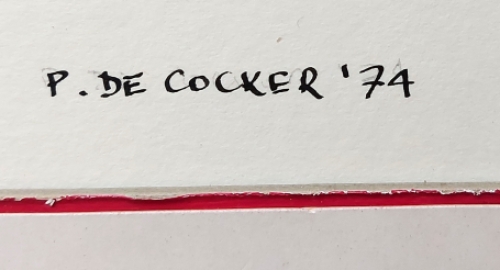 P. DE COCKER '74